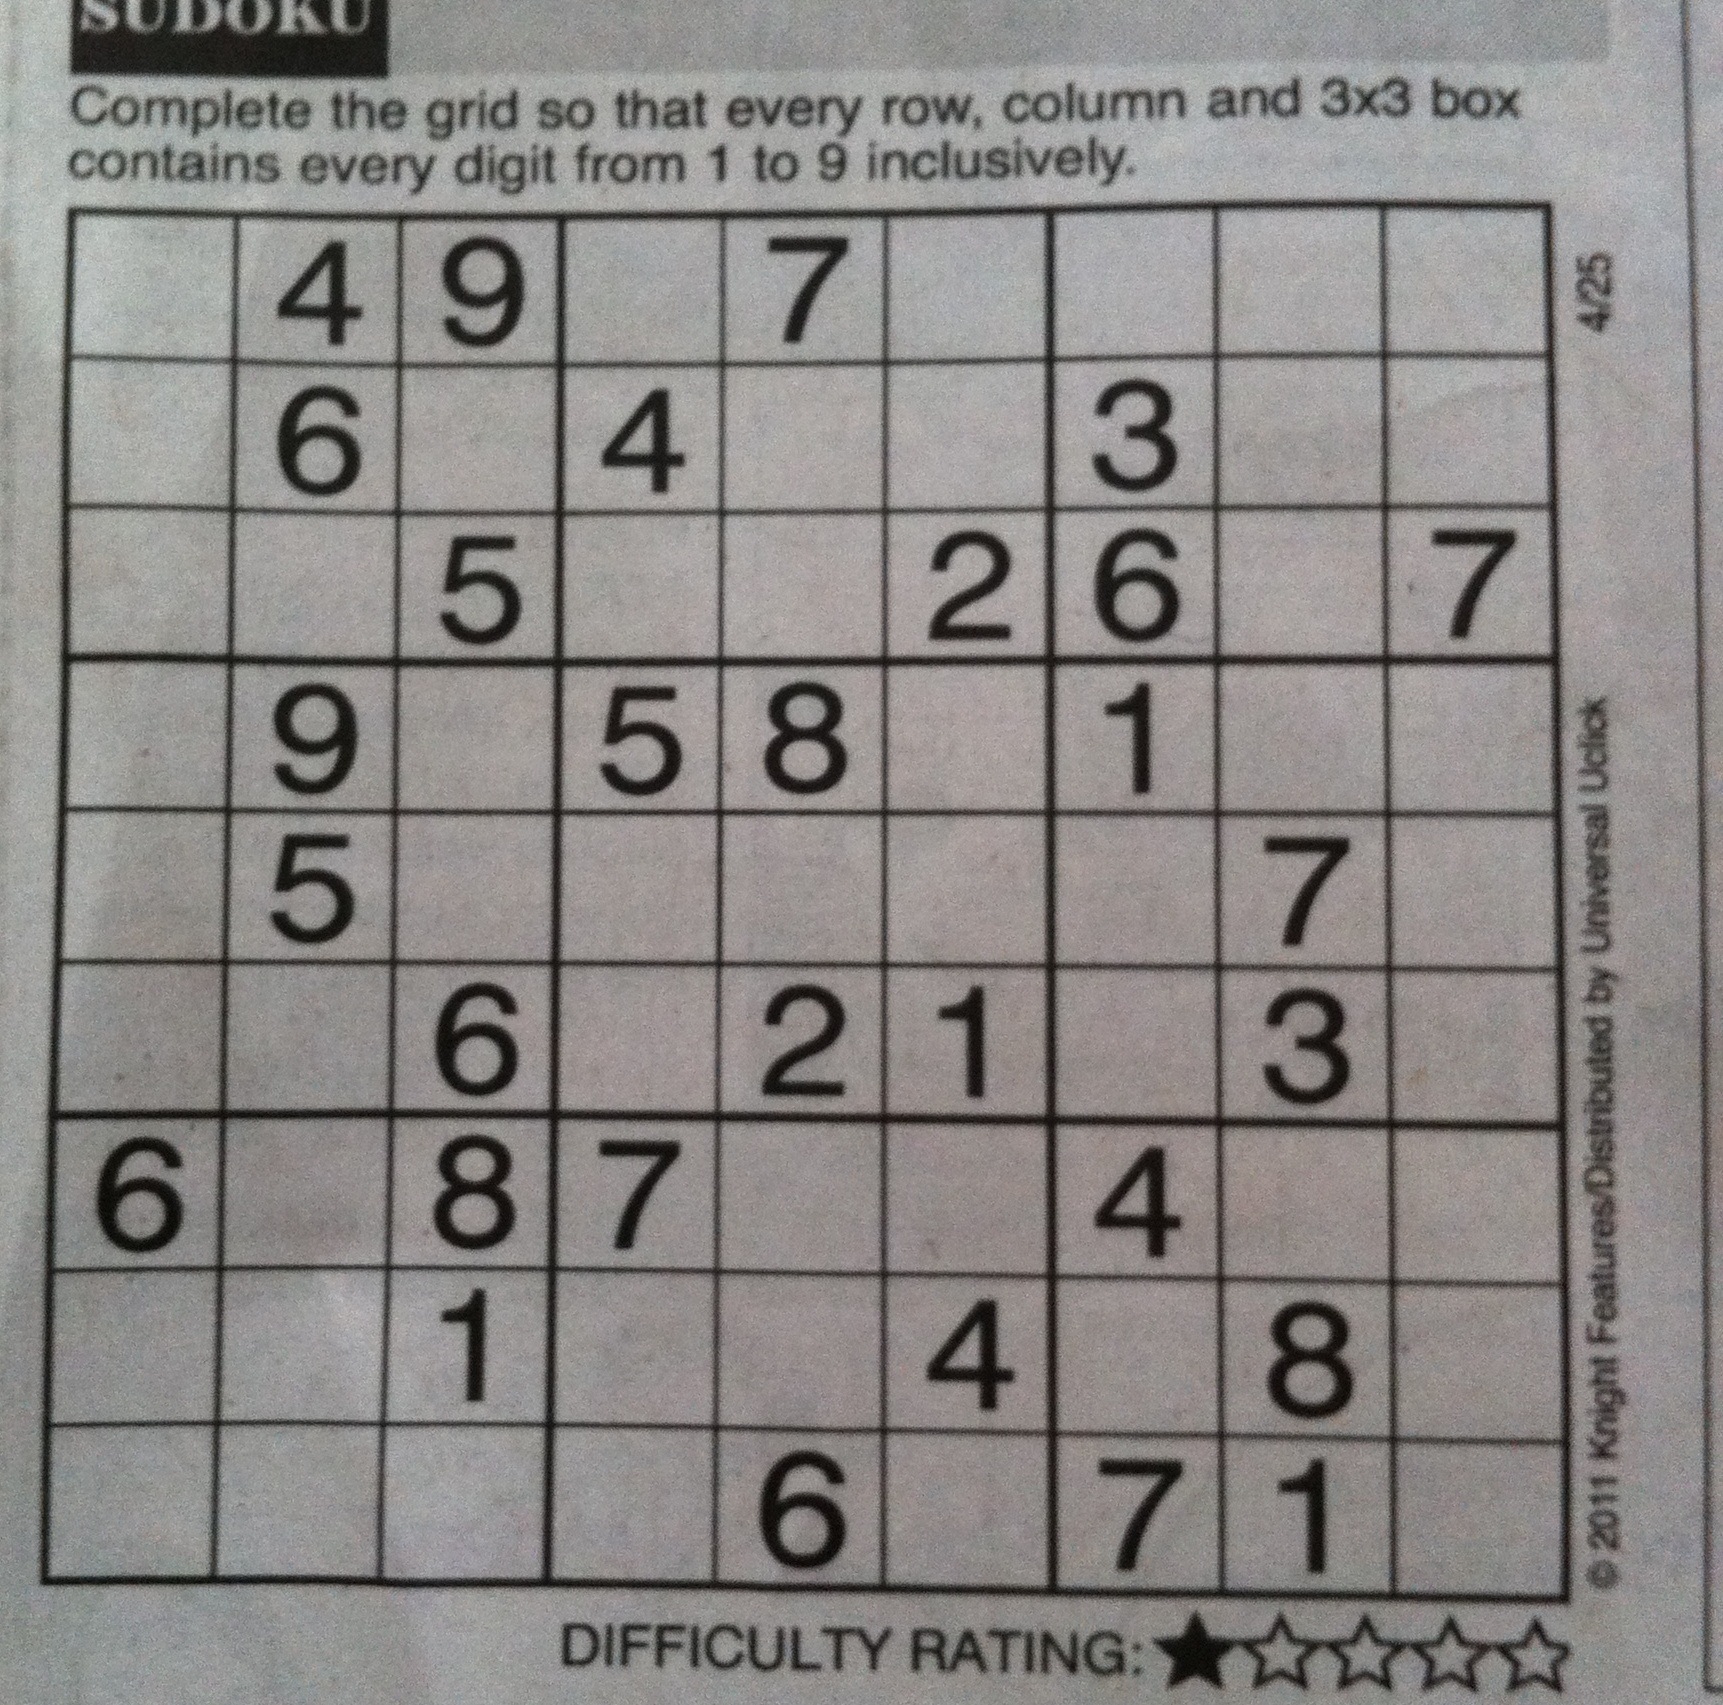 SUDOKU
Complete the grid so that every row, column and 3x3 box
contains every digit from 1 to 9 inclusively.
4 9 7
6 4 3
5 2 6 7
9 5 8 1
5 7
6 2 1 3
6 8 7 4
1 4 8
6 7 1
4/25
© 2011 Knight Features/Distributed by Universal Uclick
DIFFICULTY RATING: ★☆☆☆☆